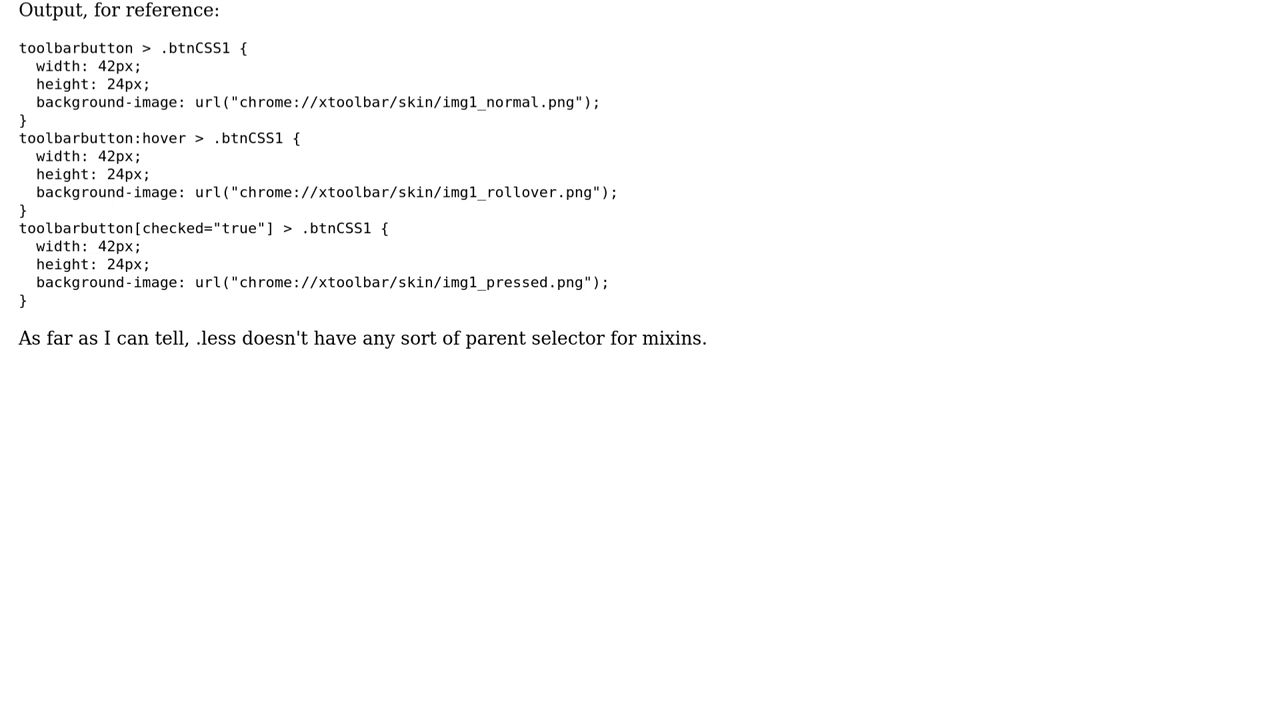 Output, for reference:
toolbarbutton > .btnCSS1 {
  width: 42px;
  height: 24px;
  background-image: url("chrome://xtoolbar/skin/img1_normal.png");
}
toolbarbutton:hover > .btnCSS1 {
  width: 42px;
  height: 24px;
  background-image: url("chrome://xtoolbar/skin/img1_rollover.png");
}
toolbarbutton[checked="true"] > .btnCSS1 {
  width: 42px;
  height: 24px;
  background-image: url("chrome://xtoolbar/skin/img1_pressed.png");
}
As far as I can tell, .less doesn't have any sort of parent selector for mixins.